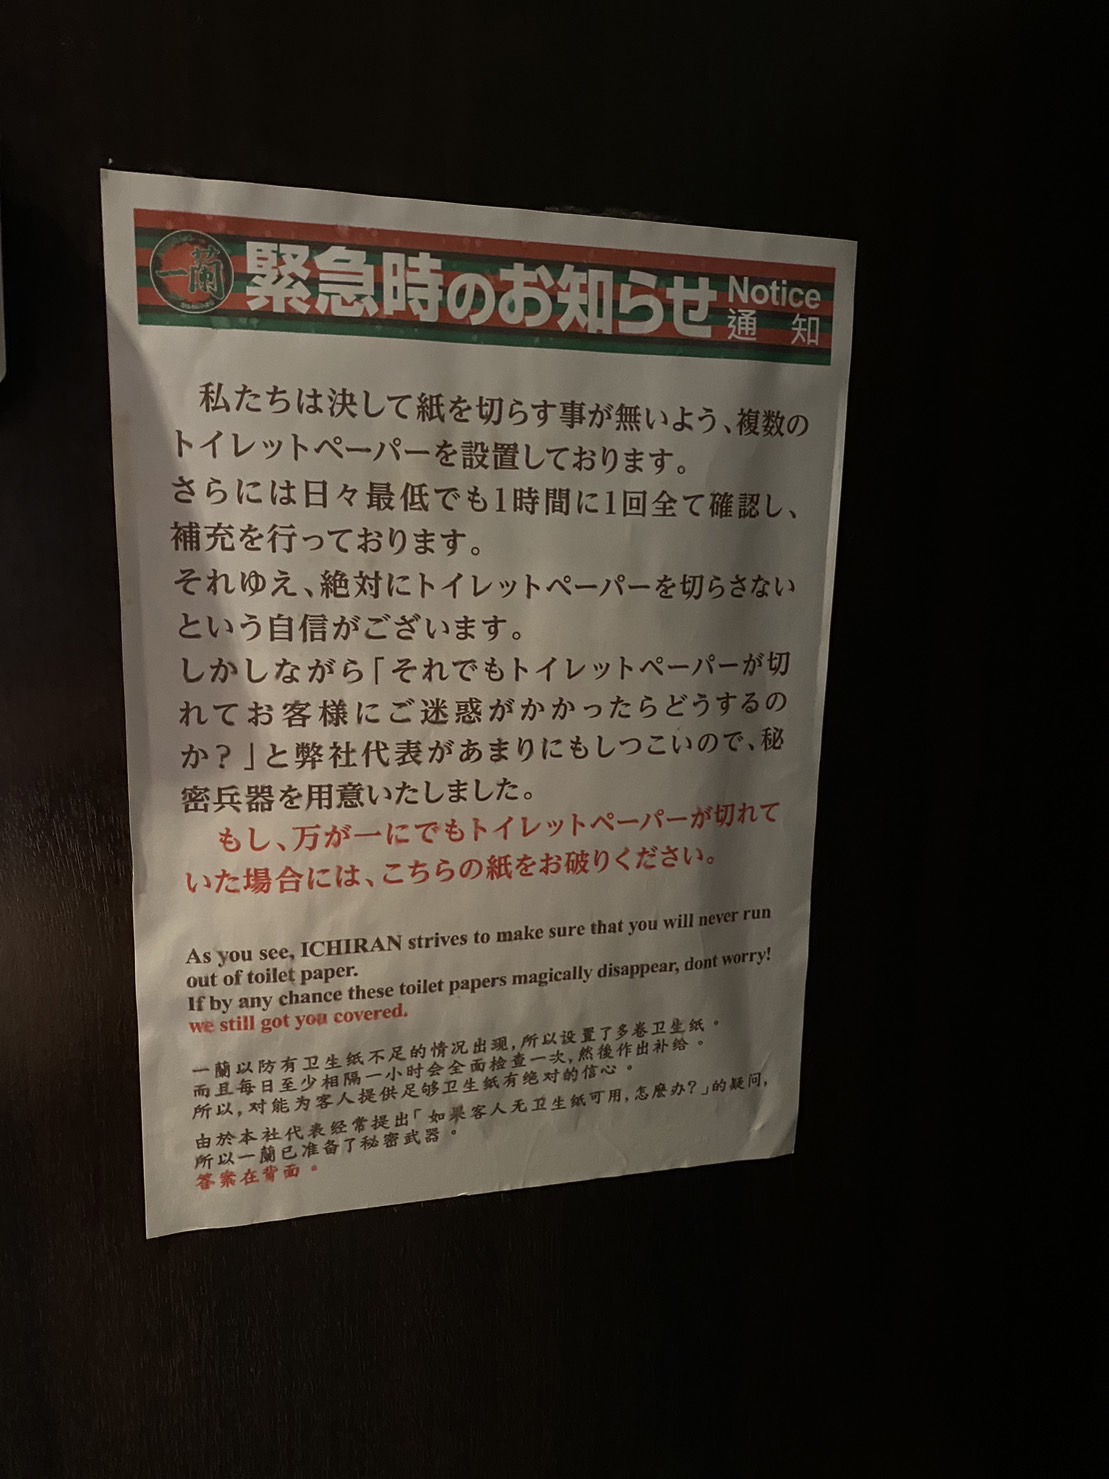 一蘭
緊急時のお知らせ
Notice
通 知
私たちは決して紙を切らす事が無いよう、複数の
トイレットペーパーを設置しております。
さらには日々最低でも1時間に1回全て確認し、
補充を行っております。
それゆえ、絶対にトイレットペーパーを切らさない
という自信がございます。
しかしながら「それでもトイレットペーパーが切
れてお客様にご迷惑がかかったらどうするの
か?」と弊社代表があまりにもしつこいので、秘
密兵器を用意いたしました。
もし、万が一にでもトイレットペーパーが切れて
いた場合には、こちらの紙をお破りください。
As you see, ICHIRAN strives to make sure that you will never run
out of toilet paper.
If by any chance these toilet papers magically disappear, dont worry!
we still got you covered.
一蘭以防有卫生纸不足的情况出现,所以设置了多卷卫生纸。
而且每日至少相隔一小时会全面检查一次,然後作出补给。
所以,对能为客人提供足够卫生纸有绝对的信心。
由於本社代表经常提出「如果客人无卫生纸可用,怎麽办?」的疑问,
所以一蘭已准备了秘密武器。
答案在背面。